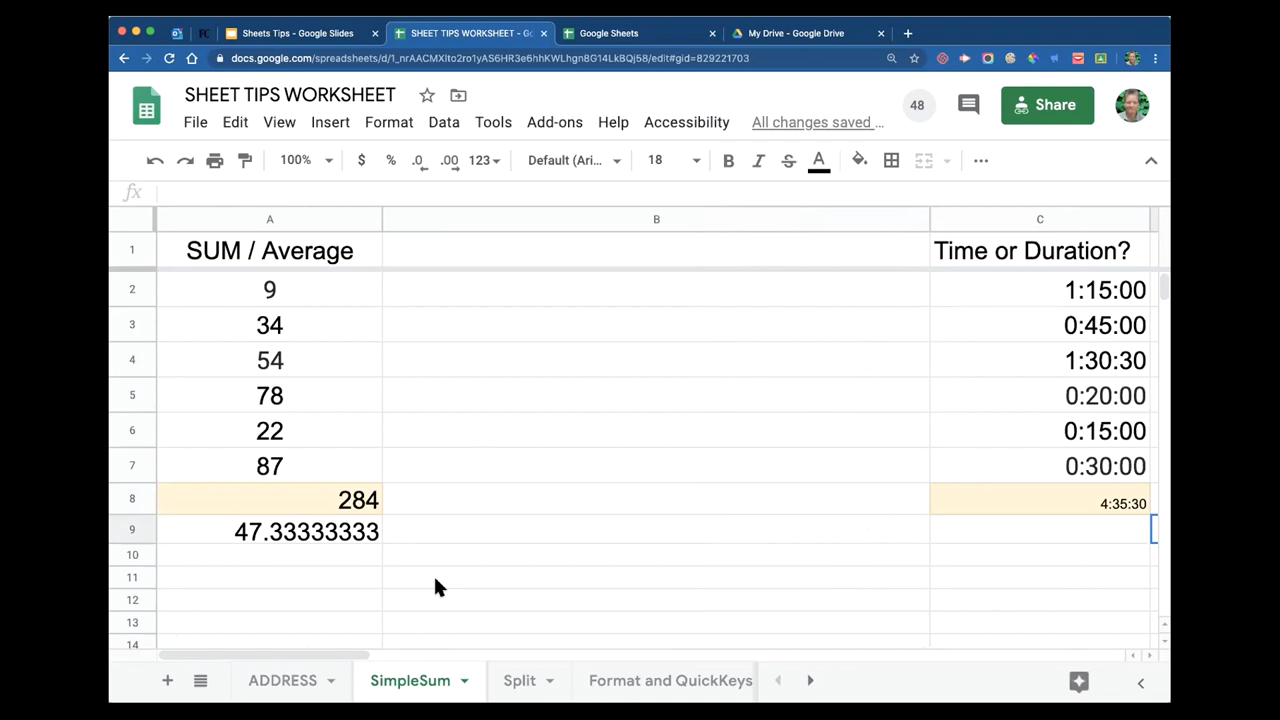 Sheets Tips - Google Slides
SHEET TIPS WORKSHEET - Go
Google Sheets
My Drive - Google Drive
docs.google.com/spreadsheets/d/1_nrAACMXIto2ro1yAS6HR3e6hhKWLhgn8G14LkBQj58/edit#gid=829221703
SHEET TIPS WORKSHEET
48
Share
File Edit View Insert Format Data Tools Add-ons Help Accessibility All changes saved ...
100% $ % .0 .00 123 Default (Ari... 18 B I S A
fx
A B C
1 SUM / Average Time or Duration?
2 9 1:15:00
3 34 0:45:00
4 54 1:30:30
5 78 0:20:00
6 22 0:15:00
7 87 0:30:00
8 284 4:35:30
9 47.33333333
10
11
12
13
14
ADDRESS SimpleSum Split Format and QuickKeys